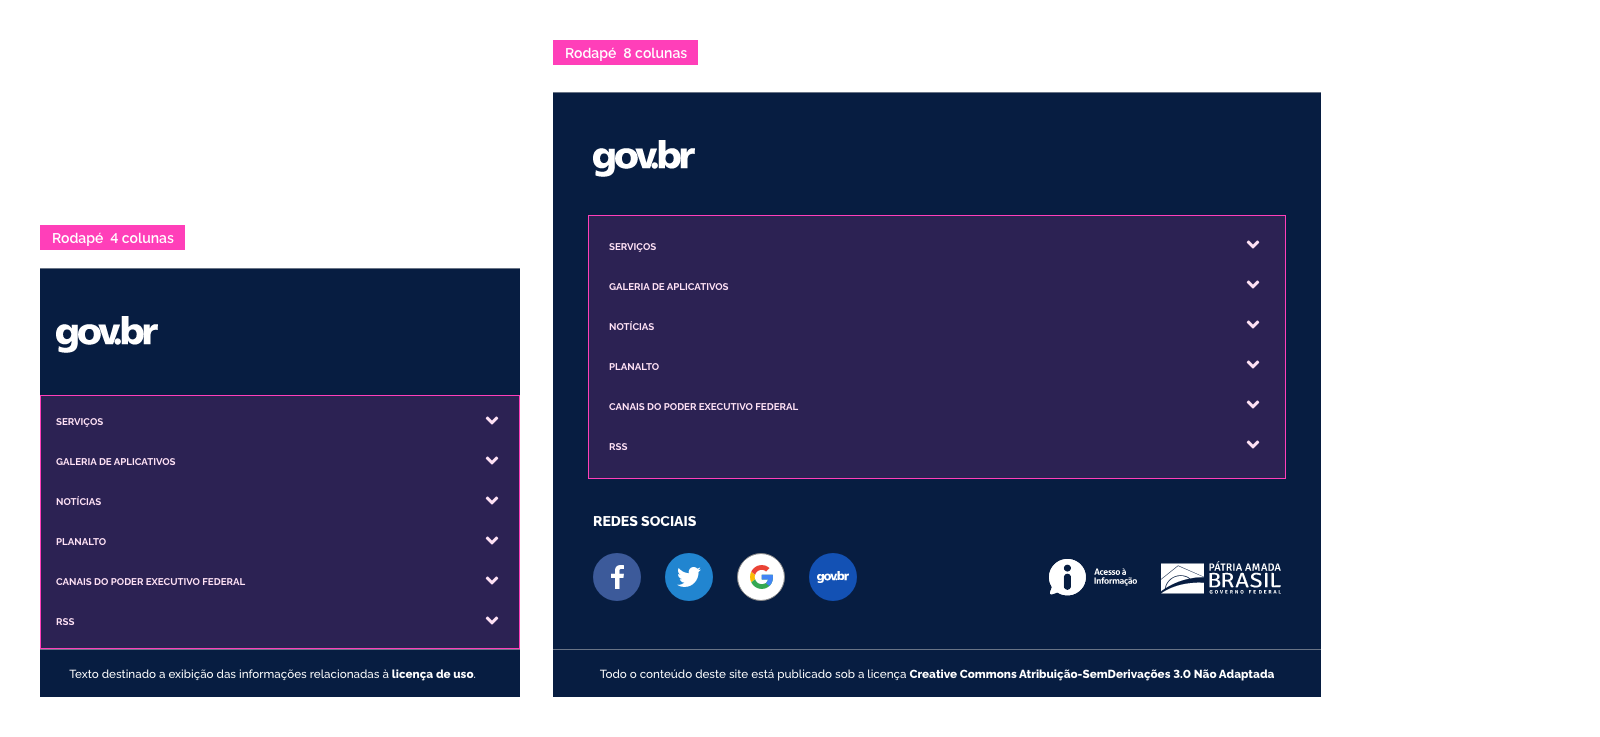 Rodapé 4 colunas
gov.br
SERVIÇOS
GALERIA DE APLICATIVOS
NOTÍCIAS
PLANALTO
CANAIS DO PODER EXECUTIVO FEDERAL
RSS
Texto destinado a exibição das informações relacionadas à licença de uso.
Rodapé 8 colunas
gov.br
SERVIÇOS
GALERIA DE APLICATIVOS
NOTÍCIAS
PLANALTO
CANAIS DO PODER EXECUTIVO FEDERAL
RSS
REDES SOCIAIS
gov.br
Acesso à
Informação
PÁTRIA AMADA
BRASIL
GOVERNO FEDERAL
Todo o conteúdo deste site está publicado sob a licença Creative Commons Atribuição-SemDerivações 3.0 Não Adaptada